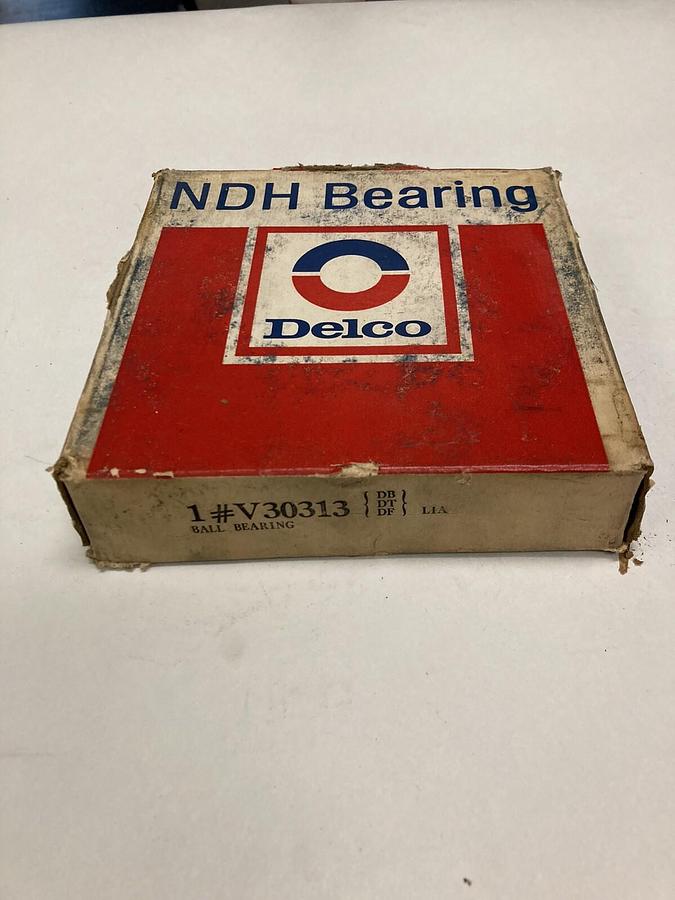 NDH Bearing
Delco
1#V30313 { DB }
DT
DF
LIA
BALL BEARING